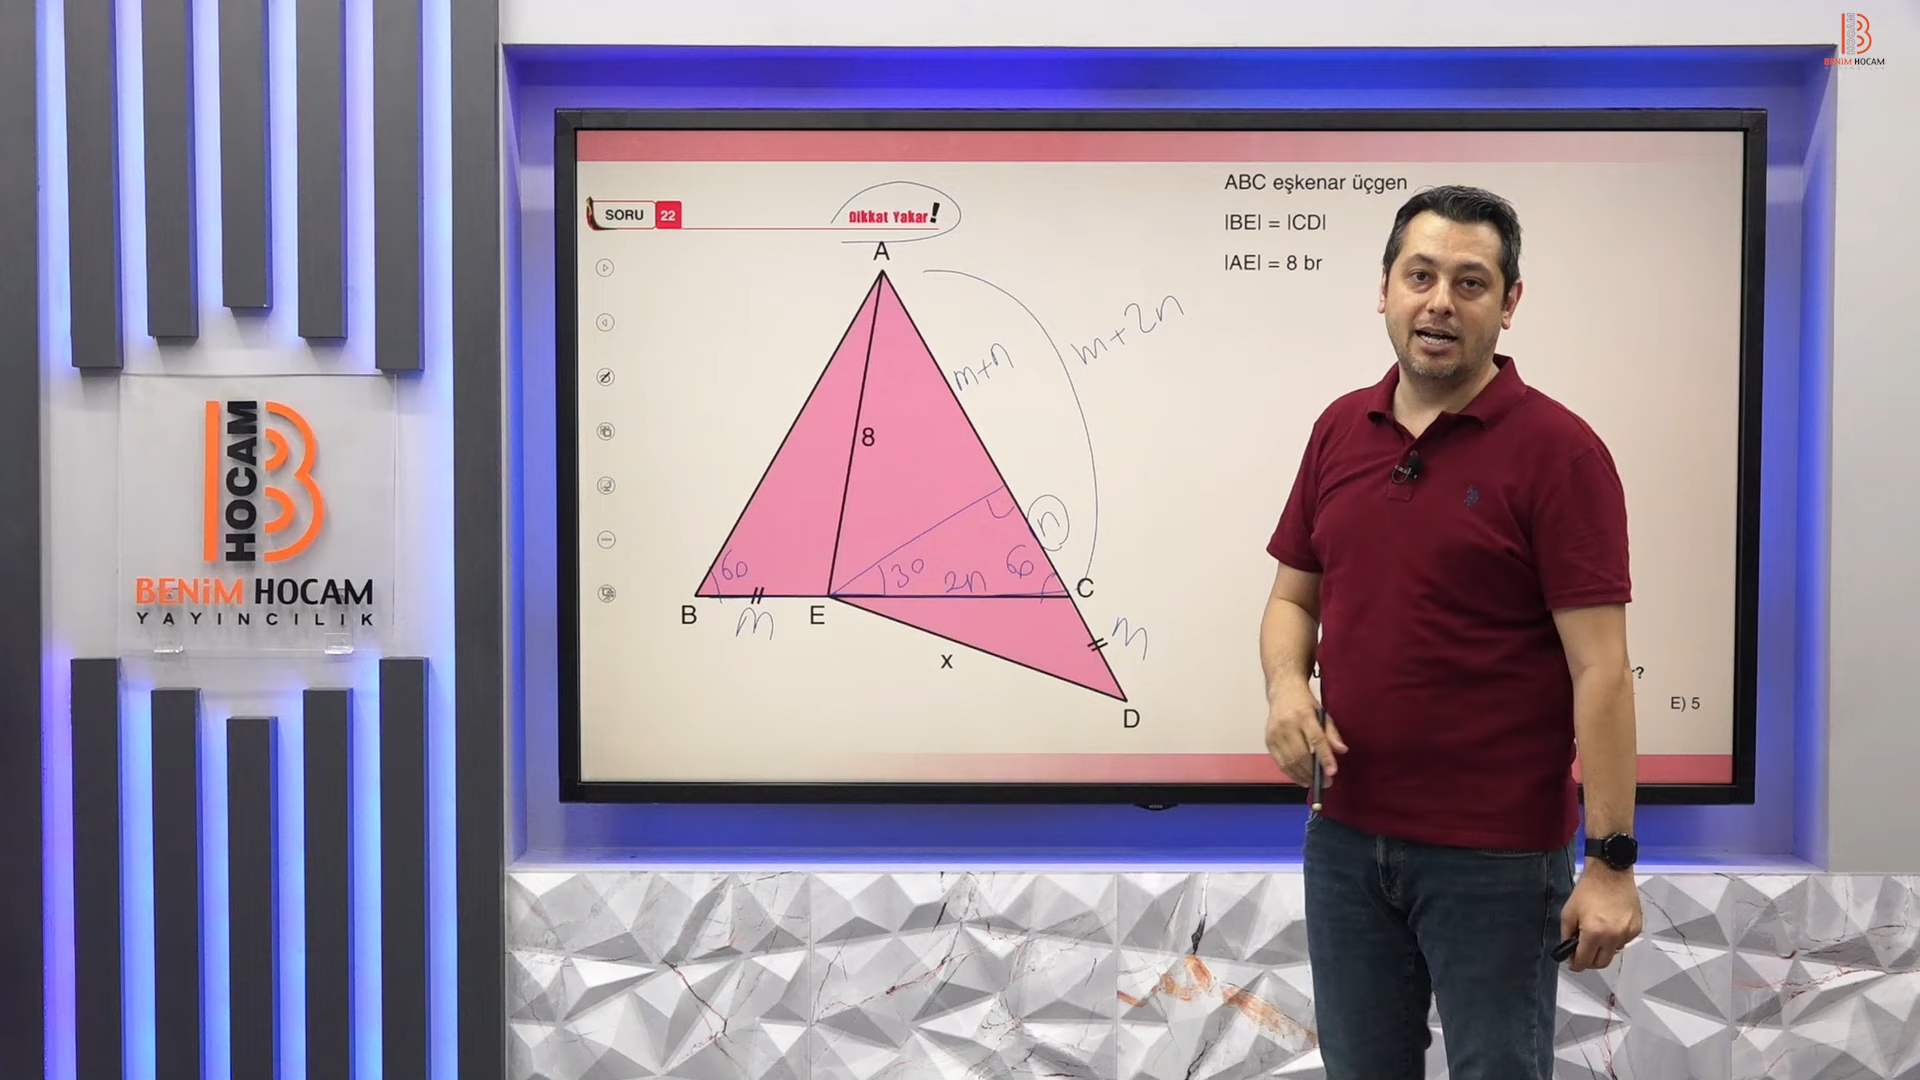 BENİM HOCAM
SORU 22
Dikkat Yakar!
ABC eşkenar üçgen
|BE| = |CD|
|AE| = 8 br
A
m+n
m+2n
8
n
60
30
2n
60
B
E
C
m
m
x
D
?
E) 5
B
HOCAM
BENİM HOCAM
YAYINCILIK